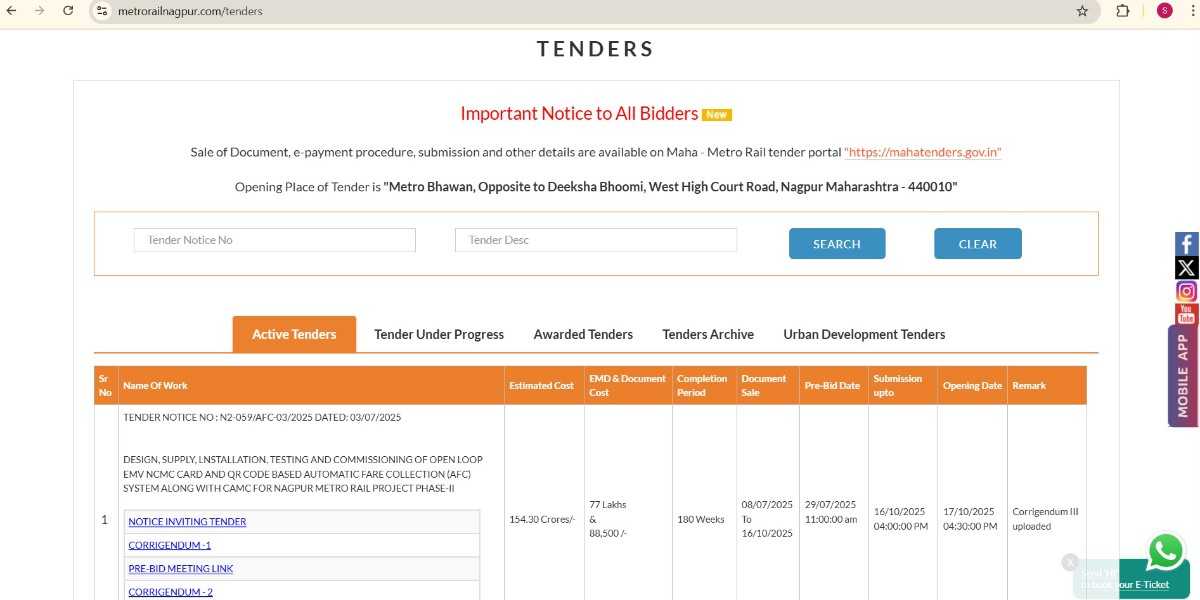 metrorailnagpur.com/tenders
S
TENDERS
Important Notice to All Bidders New
Sale of Document, e-payment procedure, submission and other details are available on Maha - Metro Rail tender portal "https://mahatenders.gov.in"
Opening Place of Tender is "Metro Bhawan, Opposite to Deeksha Bhoomi, West High Court Road, Nagpur Maharashtra - 440010"
Tender Notice No
Tender Desc
SEARCH
CLEAR
Active Tenders
Tender Under Progress
Awarded Tenders
Tenders Archive
Urban Development Tenders
Sr No
Name Of Work
Estimated Cost
EMD & Document Cost
Completion Period
Document Sale
Pre-Bid Date
Submission upto
Opening Date
Remark
1
TENDER NOTICE NO : N2-059/AFC-03/2025 DATED: 03/07/2025
DESIGN, SUPPLY, LNSTALLATION, TESTING AND COMMISSIONING OF OPEN LOOP
EMV NCMC CARD AND QR CODE BASED AUTOMATIC FARE COLLECTION (AFC)
SYSTEM ALONG WITH CAMC FOR NAGPUR METRO RAIL PROJECT PHASE-II
NOTICE INVITING TENDER
CORRIGENDUM -1
PRE-BID MEETING LINK
CORRIGENDUM - 2
154.30 Crores/-
77 Lakhs
&
88,500 /-
180 Weeks
08/07/2025
To
16/10/2025
29/07/2025
11:00:00 am
16/10/2025
04:00:00 PM
17/10/2025
04:30:00 PM
Corrigendum III
uploaded
You
Tube
MOBILE APP
X
Send 'Hi'
to book your E-Ticket